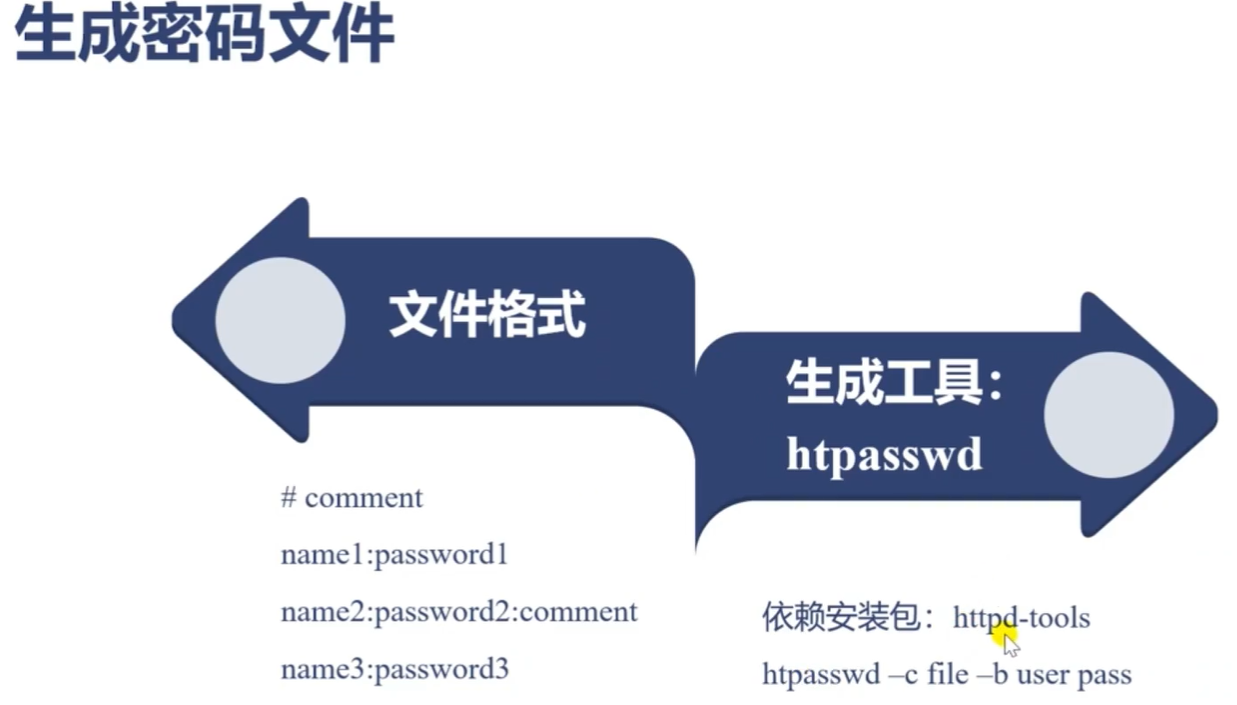 生成密码文件
文件格式
# comment
name1:password1
name2:password2:comment
name3:password3
生成工具：
htpasswd
依赖安装包：httpd-tools
htpasswd –c file –b user pass